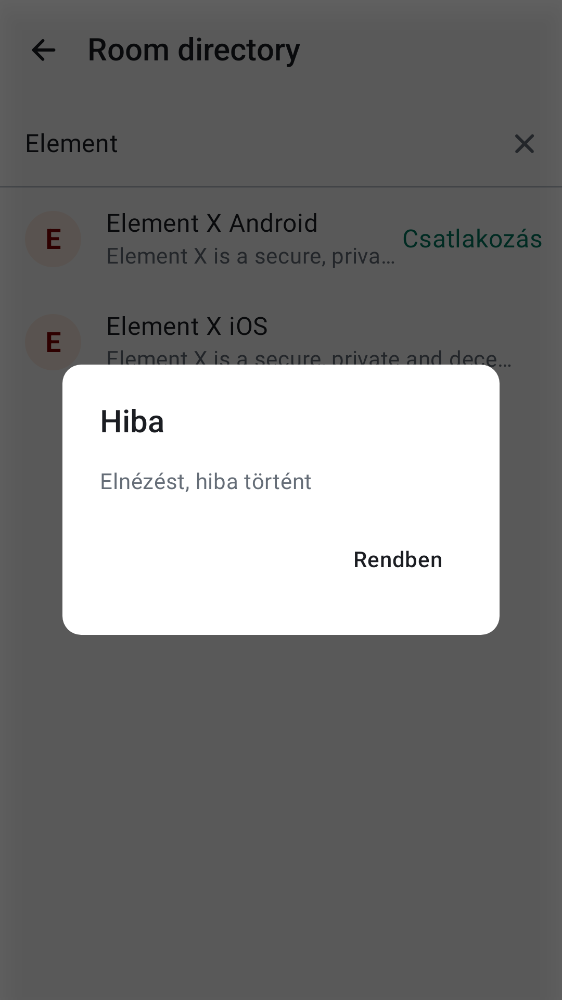 Room directory
Element
E
Element X Android
Element X is a secure, priva…
Csatlakozás
E
Element X iOS
Element X is a secure, private and dece…
Hiba
Elnézést, hiba történt
Rendben